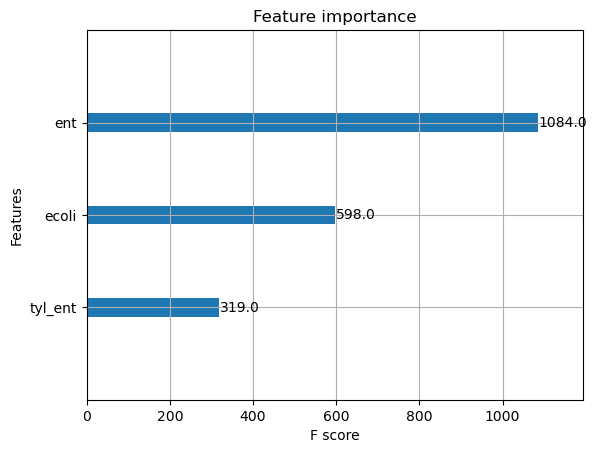 Feature importance
Features
ent
1084.0
ecoli
598.0
tyl_ent
319.0
0 200 400 600 800 1000
F score